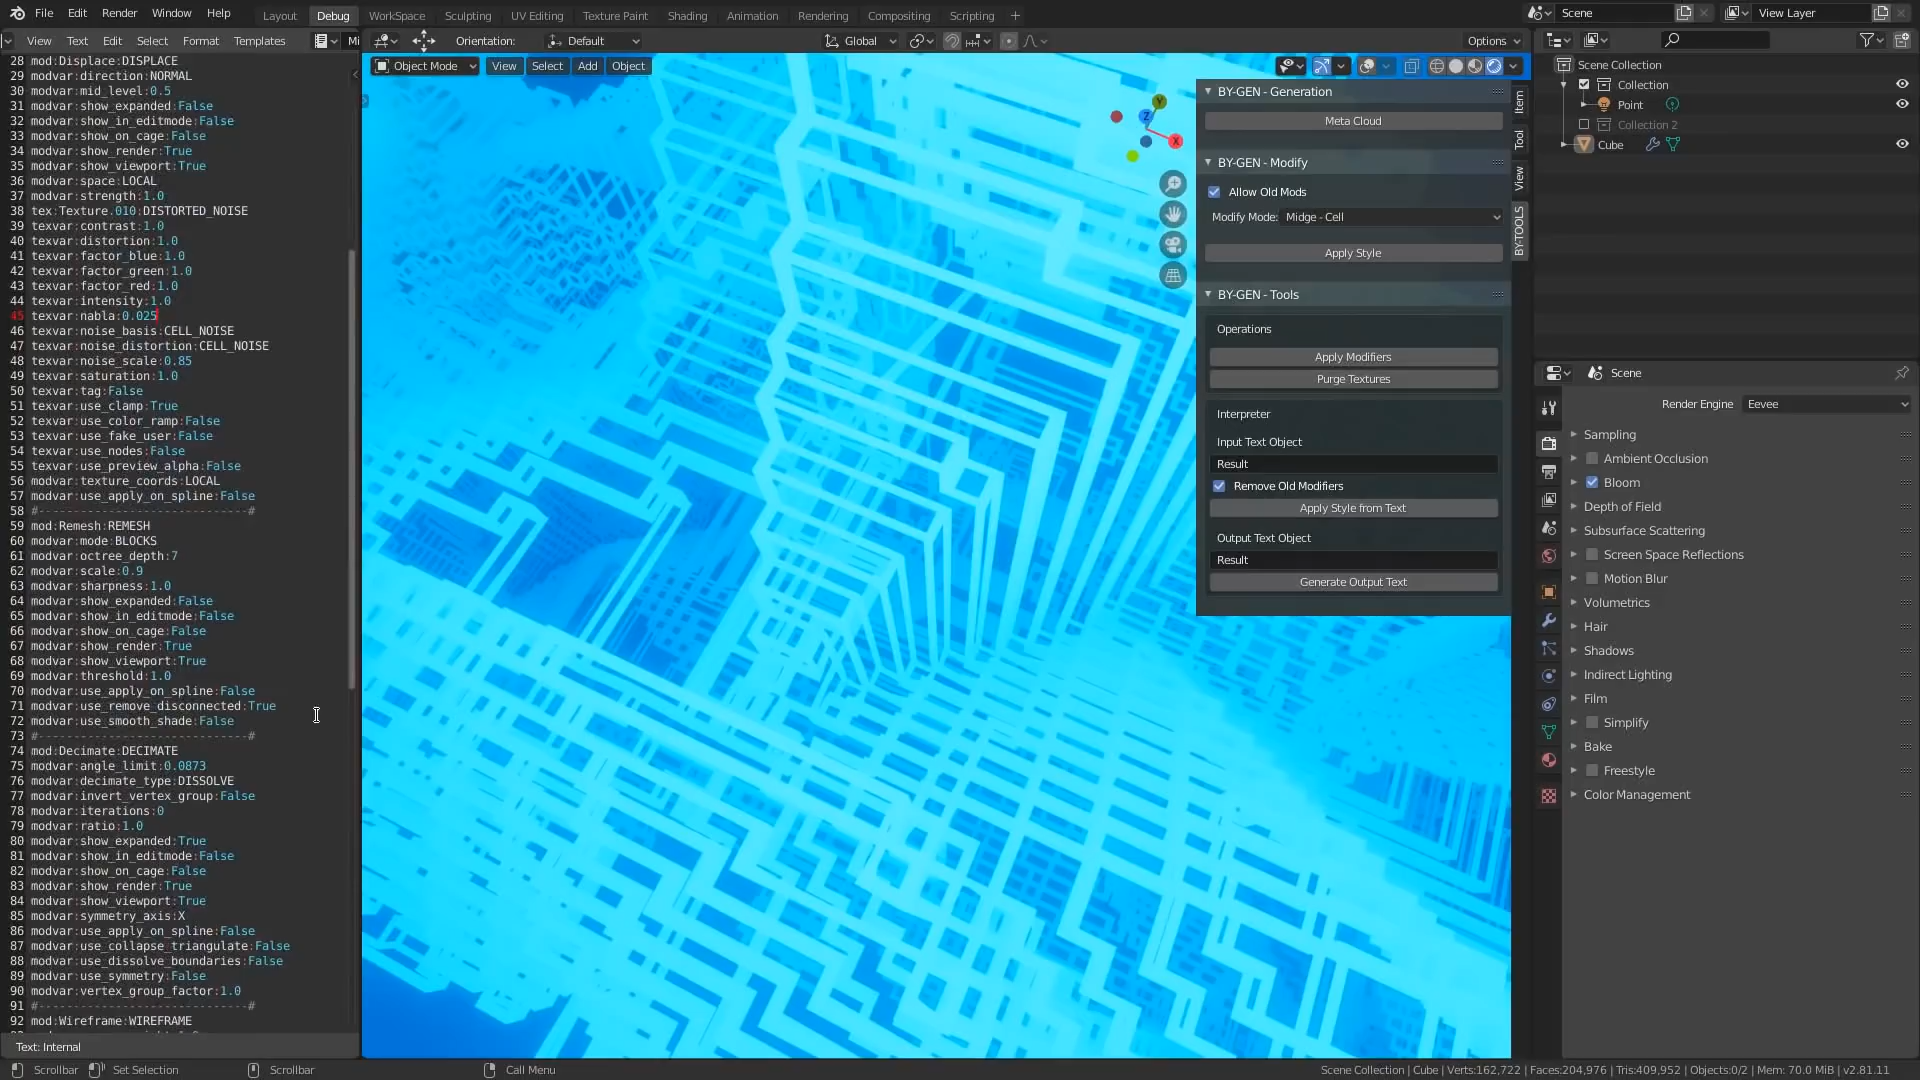 File Edit Render Window Help Layout Debug WorkSpace Sculpting UV Editing Texture Paint Shading Animation Rendering Compositing Scripting + Scene View Layer
View Text Edit Select Format Templates Mi Orientation: Default Global Options
Object Mode View Select Add Object
28 mod:Displace:DISPLACE
29 modvar:direction:NORMAL
30 modvar:mid_level:0.5
31 modvar:show_expanded:False
32 modvar:show_in_editmode:False
33 modvar:show_on_cage:False
34 modvar:show_render:True
35 modvar:show_viewport:True
36 modvar:space:LOCAL
37 modvar:strength:1.0
38 tex:Texture.010:DISTORTED_NOISE
39 texvar:contrast:1.0
40 texvar:distortion:1.0
41 texvar:factor_blue:1.0
42 texvar:factor_green:1.0
43 texvar:factor_red:1.0
44 texvar:intensity:1.0
45 texvar:nabla:0.025
46 texvar:noise_basis:CELL_NOISE
47 texvar:noise_distortion:CELL_NOISE
48 texvar:noise_scale:0.85
49 texvar:saturation:1.0
50 texvar:tag:False
51 texvar:use_clamp:True
52 texvar:use_color_ramp:False
53 texvar:use_fake_user:False
54 texvar:use_nodes:False
55 texvar:use_preview_alpha:False
56 modvar:texture_coords:LOCAL
57 modvar:use_apply_on_spline:False
58 #------------------------------#
59 mod:Remesh:REMESH
60 modvar:mode:BLOCKS
61 modvar:octree_depth:7
62 modvar:scale:0.9
63 modvar:sharpness:1.0
64 modvar:show_expanded:False
65 modvar:show_in_editmode:False
66 modvar:show_on_cage:False
67 modvar:show_render:True
68 modvar:show_viewport:True
69 modvar:threshold:1.0
70 modvar:use_apply_on_spline:False
71 modvar:use_remove_disconnected:True
72 modvar:use_smooth_shade:False
73 #------------------------------#
74 mod:Decimate:DECIMATE
75 modvar:angle_limit:0.0873
76 modvar:decimate_type:DISSOLVE
77 modvar:invert_vertex_group:False
78 modvar:iterations:0
79 modvar:ratio:1.0
80 modvar:show_expanded:True
81 modvar:show_in_editmode:False
82 modvar:show_on_cage:False
83 modvar:show_render:True
84 modvar:show_viewport:True
85 modvar:symmetry_axis:X
86 modvar:use_apply_on_spline:False
87 modvar:use_collapse_triangulate:False
88 modvar:use_dissolve_boundaries:False
89 modvar:use_symmetry:False
90 modvar:vertex_group_factor:1.0
91 #------------------------------#
92 mod:Wireframe:WIREFRAME
Text: Internal
Y
Z
X
BY-GEN - Generation
Meta Cloud
BY-GEN - Modify
Allow Old Mods
Modify Mode: Midge - Cell
Apply Style
BY-GEN - Tools
Operations
Apply Modifiers
Purge Textures
Interpreter
Input Text Object
Result
Remove Old Modifiers
Apply Style from Text
Output Text Object
Result
Generate Output Text
Item
Tool
View
BY-TOOLS
Scene Collection
Collection
Point
Collection 2
Cube
Scene
Render Engine Eevee
Sampling
Ambient Occlusion
Bloom
Depth of Field
Subsurface Scattering
Screen Space Reflections
Motion Blur
Volumetrics
Hair
Shadows
Indirect Lighting
Film
Simplify
Bake
Freestyle
Color Management
Scrollbar Set Selection Scrollbar Call Menu Scene Collection | Cube | Verts:162,722 | Faces:204,976 | Tris:409,952 | Objects:0/2 | Mem: 70.0 MiB | v2.81.11